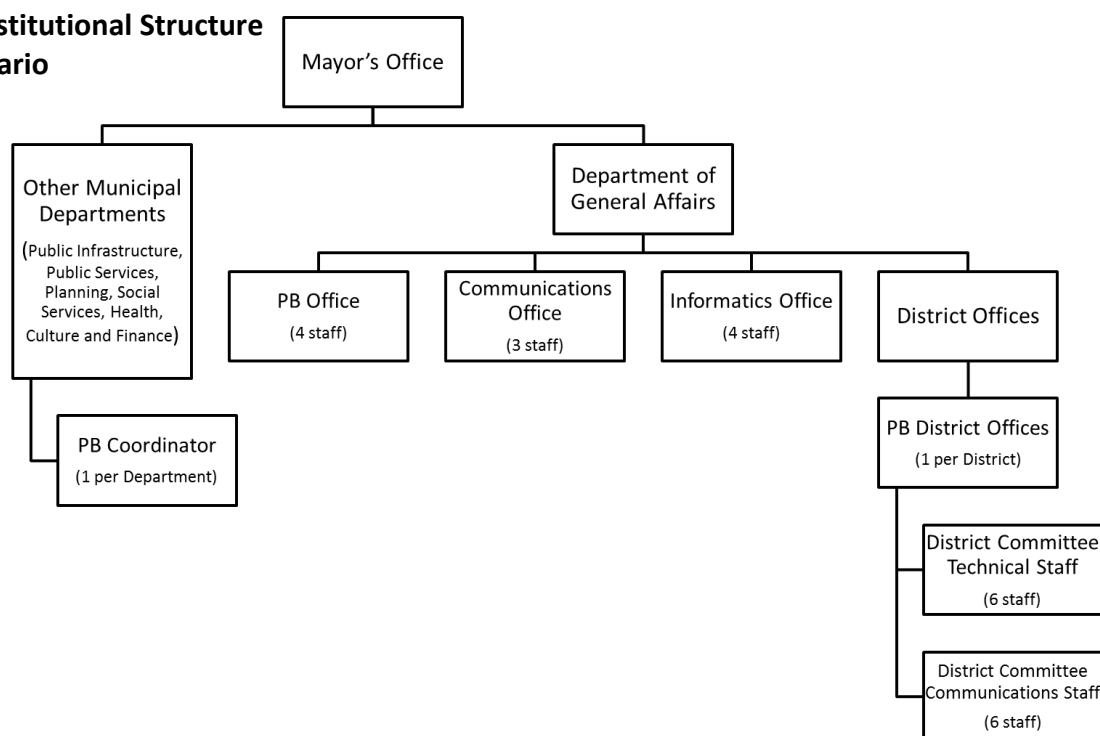 stitutional Structure
ario
Mayor's Office
Other Municipal
Departments
(Public Infrastructure,
Public Services,
Planning, Social
Services, Health,
Culture and Finance)
Department of
General Affairs
PB Office
(4 staff)
Communications
Office
(3 staff)
Informatics Office
(4 staff)
District Offices
PB Coordinator
(1 per Department)
PB District Offices
(1 per District)
District Committee
Technical Staff
(6 staff)
District Committee
Communications Staff
(6 staff)